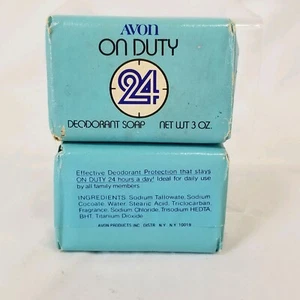 AVON
ON DUTY
24
DEODORANT SOAP NET WT 3 OZ.
Effective Deodorant Protection that stays
ON DUTY 24 hours a day! Ideal for daily use
by all family members.
INGREDIENTS: Sodium Tallowate, Sodium
Cocoate, Water, Stearic Acid, Triclocarban,
Fragrance, Sodium Chloride, Trisodium HEDTA,
BHT, Titanium Dioxide.
AVON PRODUCTS, INC. DISTR. N.Y. N.Y. 10019